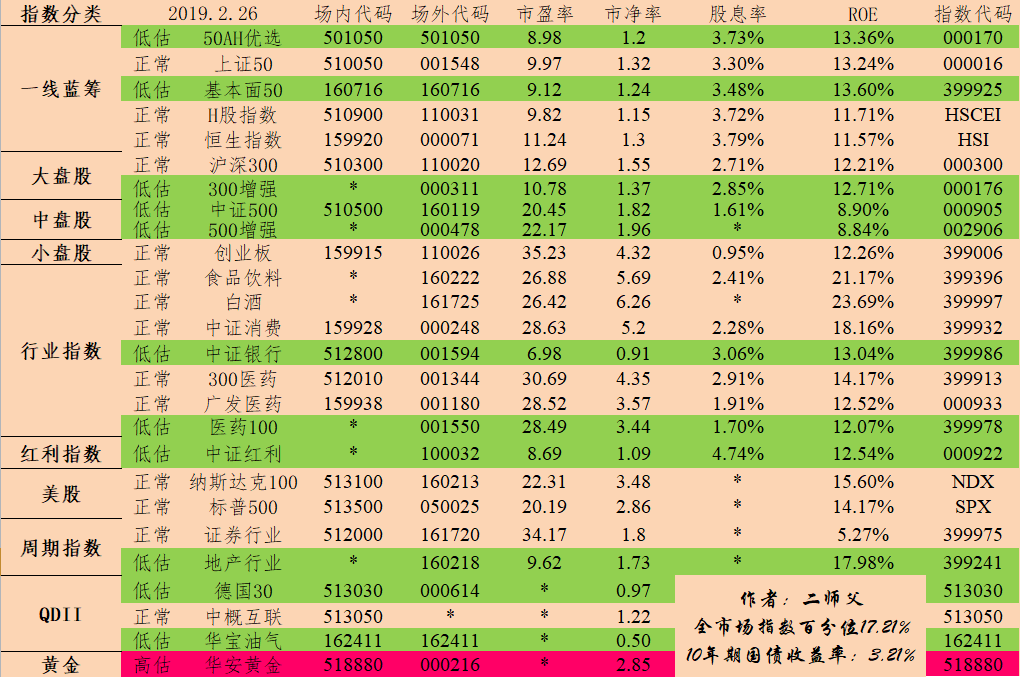 指数分类 2019.2.26 场内代码 场外代码 市盈率 市净率 股息率 ROE 指数代码
低估 50AH优选 501050 501050 8.98 1.2 3.73% 13.36% 000170
正常 上证50 510050 001548 9.97 1.32 3.30% 13.24% 000016
一线蓝筹 低估 基本面50 160716 160716 9.12 1.24 3.48% 13.60% 399925
正常 H股指数 510900 110031 9.82 1.15 3.72% 11.71% HSCEI
正常 恒生指数 159920 000071 11.24 1.3 3.79% 11.57% HSI
大盘股 正常 沪深300 510300 110020 12.69 1.55 2.71% 12.21% 000300
低估 300增强 * 000311 10.78 1.37 2.85% 12.71% 000176
中盘股 低估 中证500 510500 160119 20.45 1.82 1.61% 8.90% 000905
低估 500增强 * 000478 22.17 1.96 * 8.84% 002906
小盘股 正常 创业板 159915 110026 35.23 4.32 0.95% 12.26% 399006
正常 食品饮料 * 160222 26.88 5.69 2.41% 21.17% 399396
正常 白酒 * 161725 26.42 6.26 * 23.69% 399997
正常 中证消费 159928 000248 28.63 5.2 2.28% 18.16% 399932
行业指数 低估 中证银行 512800 001594 6.98 0.91 3.06% 13.04% 399986
正常 300医药 512010 001344 30.69 4.35 2.91% 14.17% 399913
正常 广发医药 159938 001180 28.52 3.57 1.91% 12.52% 000933
低估 医药100 * 001550 28.49 3.44 1.70% 12.07% 399978
红利指数 低估 中证红利 * 100032 8.69 1.09 4.74% 12.54% 000922
美股 正常 纳斯达克100 513100 160213 22.31 3.48 * 15.60% NDX
正常 标普500 513500 050025 20.19 2.86 * 14.17% SPX
周期指数 正常 证券行业 512000 161720 34.17 1.8 * 5.27% 399975
低估 地产行业 * 160218 9.62 1.73 * 17.98% 399241
低估 德国30 513030 000614 * 0.97 513030
QDII 正常 中概互联 513050 * * 1.22 513050
低估 华宝油气 162411 162411 * 0.50 162411
黄金 高估 华安黄金 518880 000216 * 2.85 518880
作者：二师父
全市场指数百分位17.21%
10年期国债收益率：3.21%